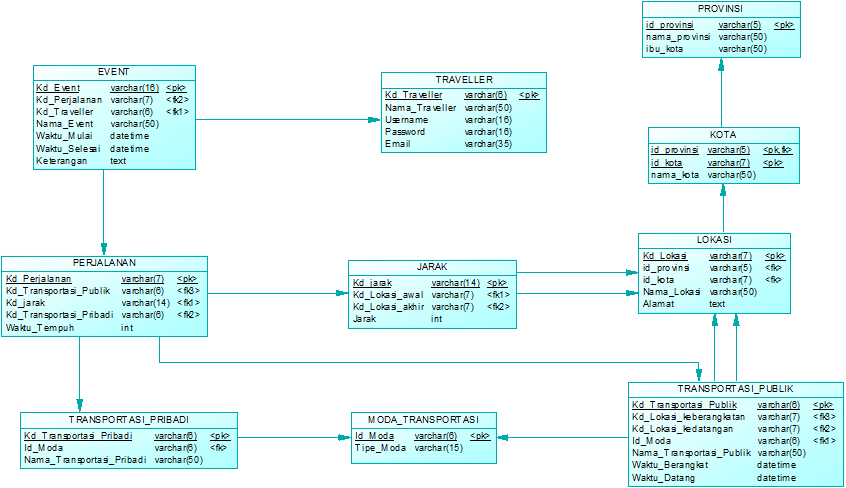 PROVINSI
id_provinsi varchar(5) <pk>
nama_provinsi varchar(50)
ibu_kota varchar(50)
EVENT
Kd_Event varchar(16) <pk>
Kd_Perjalanan varchar(7) <fk2>
Kd_Traveller varchar(6) <fk1>
Nama_Event varchar(50)
Waktu_Mulai datetime
Waktu_Selesai datetime
Keterangan text
TRAVELLER
Kd_Traveller varchar(6) <pk>
Nama_Traveller varchar(50)
Username varchar(16)
Password varchar(16)
Email varchar(35)
KOTA
id_provinsi varchar(5) <pk,fk>
id_kota varchar(7) <pk>
nama_kota varchar(50)
LOKASI
Kd_Lokasi varchar(7) <pk>
id_provinsi varchar(5) <fk>
id_kota varchar(7) <fk>
Nama_Lokasi varchar(50)
Alamat text
PERJALANAN
Kd_Perjalanan varchar(7) <pk>
Kd_Transportasi_Publik varchar(6) <fk3>
Kd_jarak varchar(14) <fk1>
Kd_Transportasi_Pribadi varchar(6) <fk2>
Waktu_Tempuh int
JARAK
Kd_jarak varchar(14) <pk>
Kd_Lokasi_awal varchar(7) <fk1>
Kd_Lokasi_akhir varchar(7) <fk2>
Jarak int
TRANSPORTASI_PRIBADI
Kd_Transportasi_Pribadi varchar(6) <pk>
Id_Moda varchar(6) <fk>
Nama_Transportasi_Pribadi varchar(50)
MODA_TRANSPORTASI
Id_Moda varchar(6) <pk>
Tipe_Moda varchar(15)
TRANSPORTASI_PUBLIK
Kd_Transportasi_Publik varchar(6) <pk>
Kd_Lokasi_keberangkatan varchar(7) <fk3>
Kd_Lokasi_kedatangan varchar(7) <fk2>
Id_Moda varchar(6) <fk1>
Nama_Transportasi_Publik varchar(50)
Waktu_Berangkat datetime
Waktu_Datang datetime